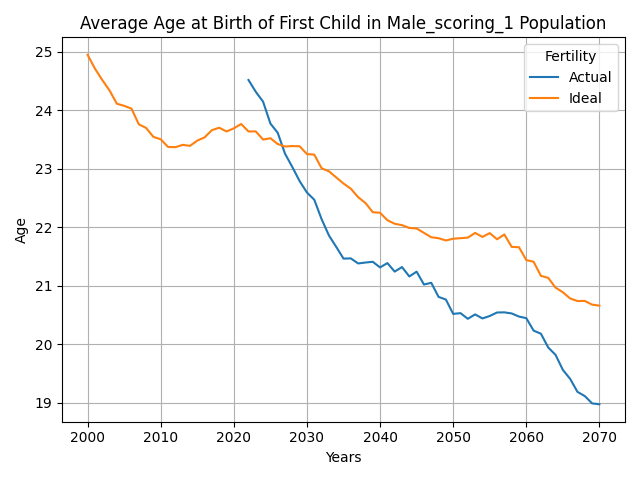 Average Age at Birth of First Child in Male_scoring_1 Population
Fertility
Actual
Ideal
Age
25
24
23
22
21
20
19
2000 2010 2020 2030 2040 2050 2060 2070
Years